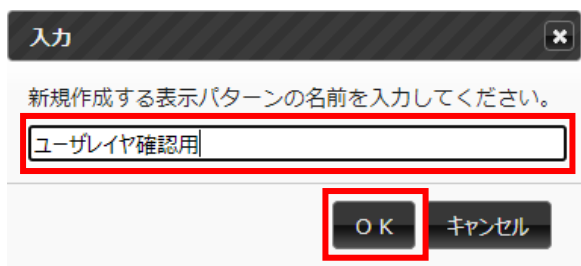 入力
新規作成する表示パターンの名前を入力してください。
ユーザレイヤ確認用
ＯＫ
キャンセル